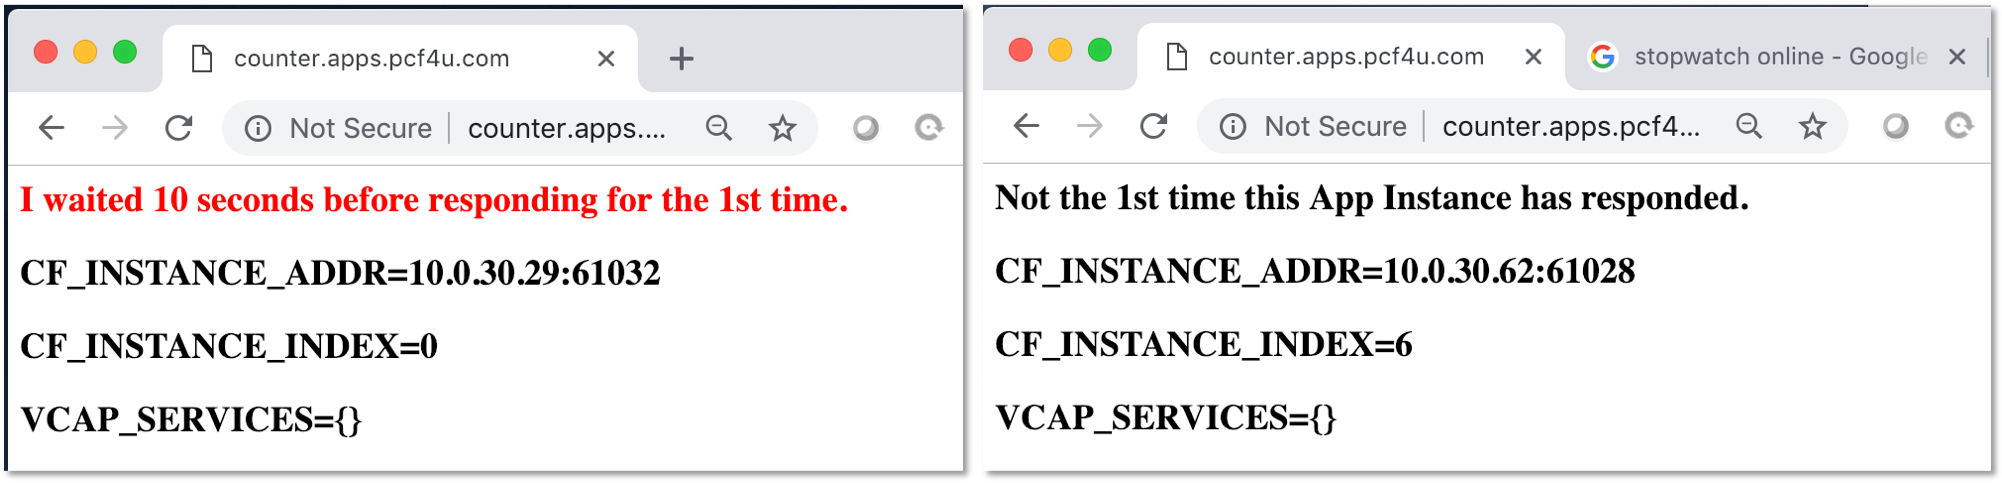 counter.apps.pcf4u.com
Not Secure counter.apps....
I waited 10 seconds before responding for the 1st time.
CF_INSTANCE_ADDR=10.0.30.29:61032
CF_INSTANCE_INDEX=0
VCAP_SERVICES={}
counter.apps.pcf4u.com stopwatch online - Google
Not Secure counter.apps.pcf4...
Not the 1st time this App Instance has responded.
CF_INSTANCE_ADDR=10.0.30.62:61028
CF_INSTANCE_INDEX=6
VCAP_SERVICES={}